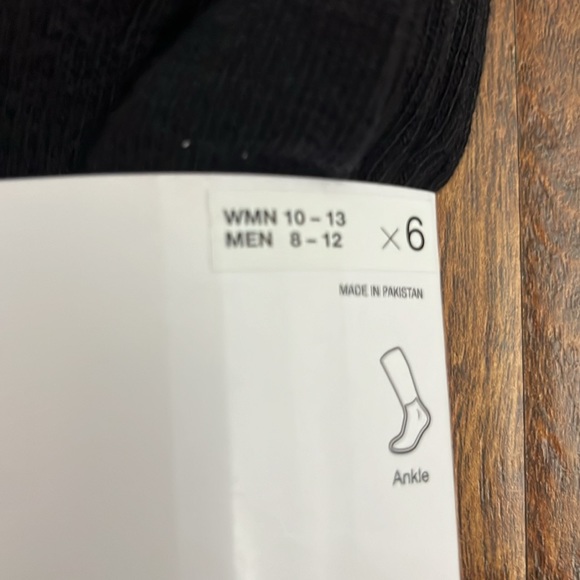 WMN 10 – 13
MEN 8 – 12 ×6
MADE IN PAKISTAN
Ankle